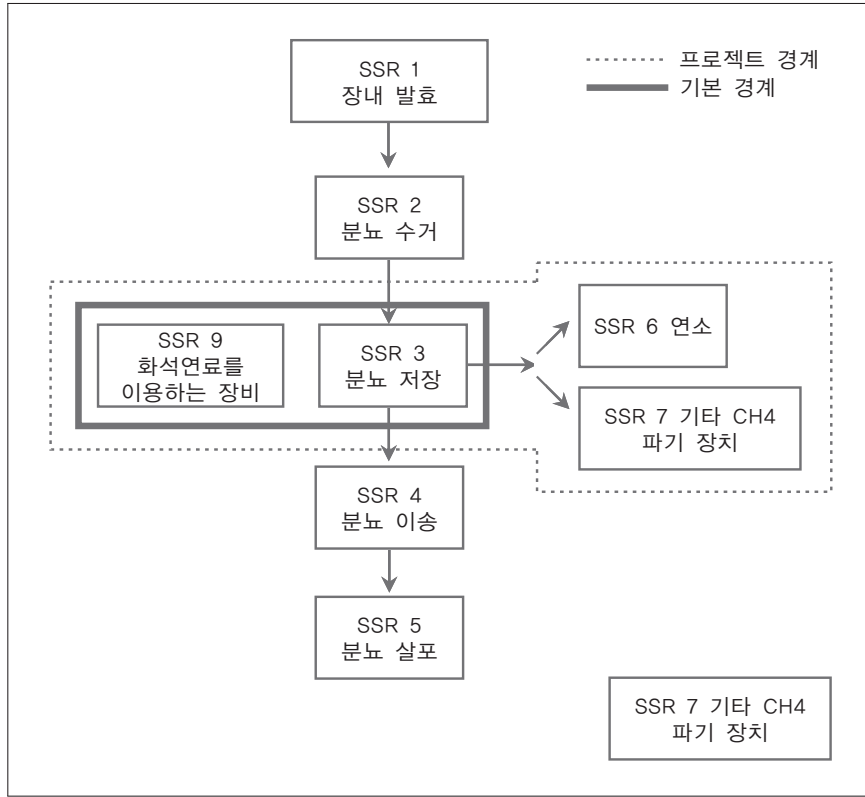 SSR 1
장내 발효
프로젝트 경계
기본 경계
SSR 2
분뇨 수거
SSR 9
화석연료를
이용하는 장비
SSR 3
분뇨 저장
SSR 6 연소
SSR 7 기타 CH4
파기 장치
SSR 4
분뇨 이송
SSR 5
분뇨 살포
SSR 7 기타 CH4
파기 장치